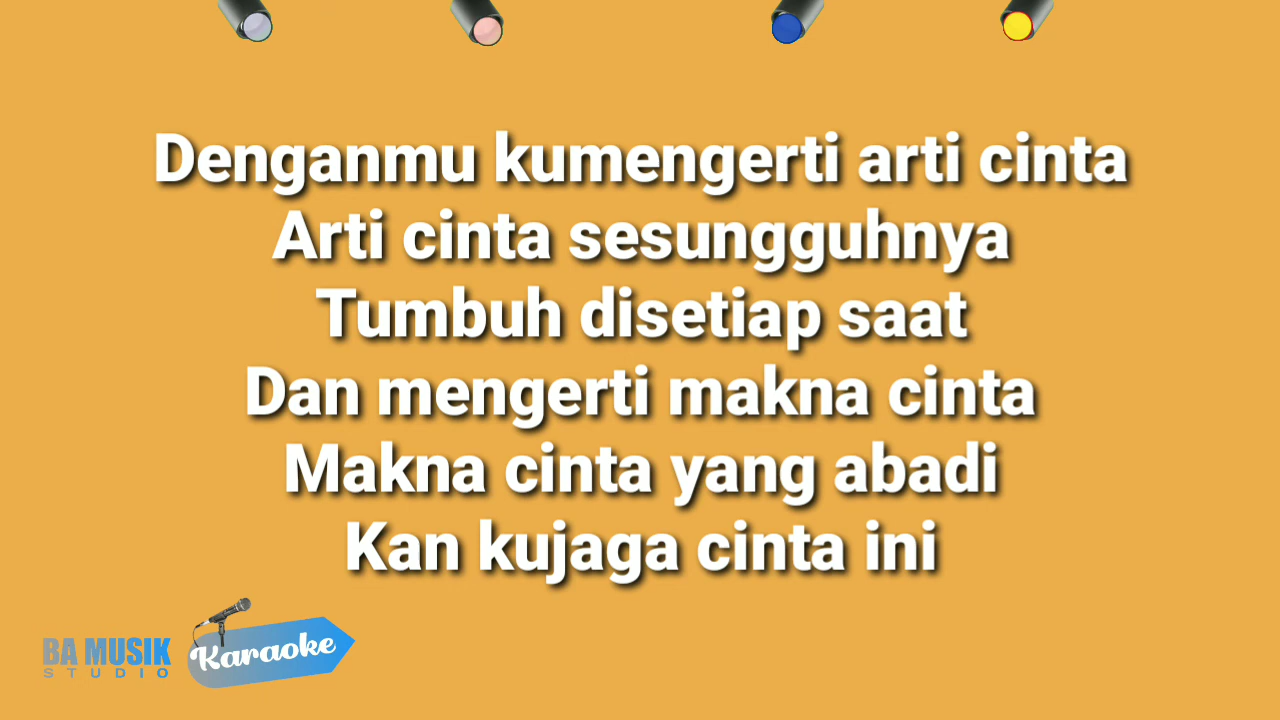 Denganmu kumengerti arti cinta
Arti cinta sesungguhnya
Tumbuh disetiap saat
Dan mengerti makna cinta
Makna cinta yang abadi
Kan kujaga cinta ini
BA MUSIK
STUDIO
Karaoke